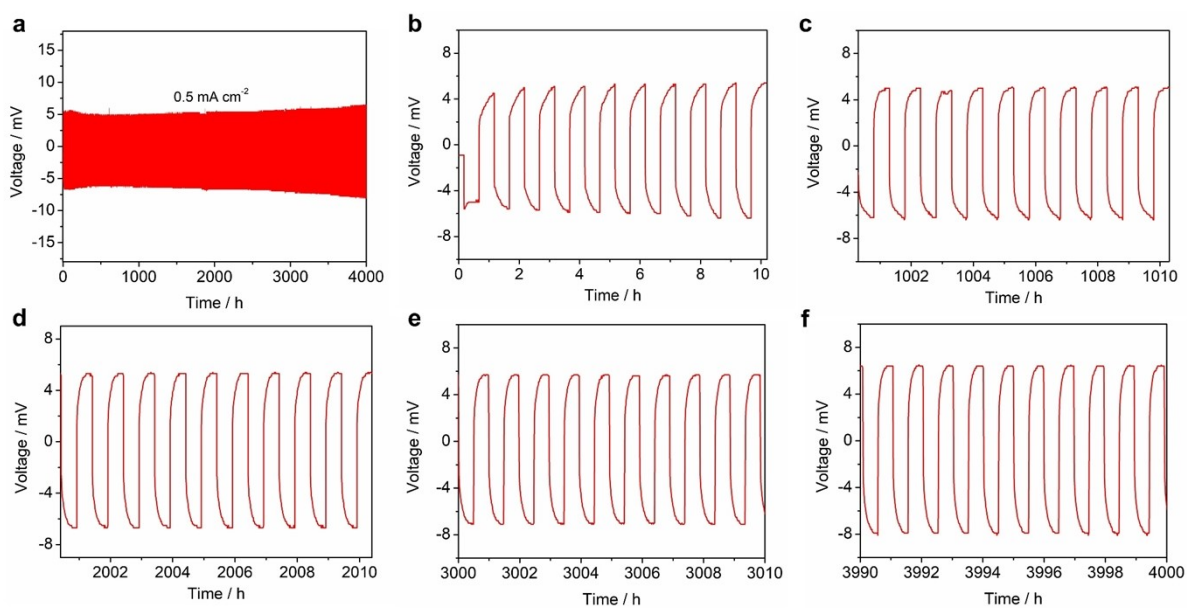 a
Voltage / mV
15
10
5
0
-5
-10
-15
0.5 mA cm⁻²
0 1000 2000 3000 4000
Time / h
b
Voltage / mV
8
4
0
-4
-8
0 2 4 6 8 10
Time / h
c
Voltage / mV
8
4
0
-4
-8
1002 1004 1006 1008 1010
Time / h
d
Voltage / mV
8
4
0
-4
-8
2002 2004 2006 2008 2010
Time / h
e
Voltage / mV
8
4
0
-4
-8
3000 3002 3004 3006 3008 3010
Time / h
f
Voltage / mV
8
4
0
-4
-8
3990 3992 3994 3996 3998 4000
Time / h